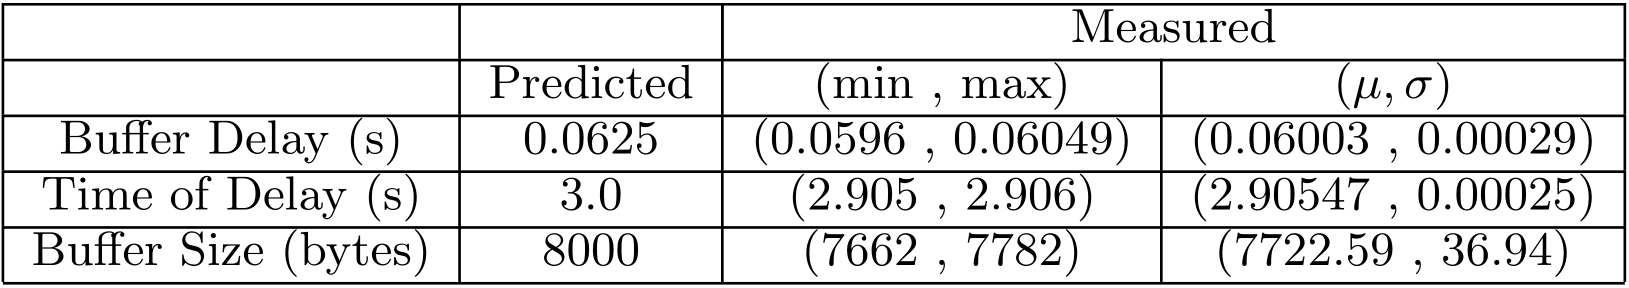 Measured
Predicted (min , max) (μ, σ)
Buffer Delay (s) 0.0625 (0.0596 , 0.06049) (0.06003 , 0.00029)
Time of Delay (s) 3.0 (2.905 , 2.906) (2.90547 , 0.00025)
Buffer Size (bytes) 8000 (7662 , 7782) (7722.59 , 36.94)